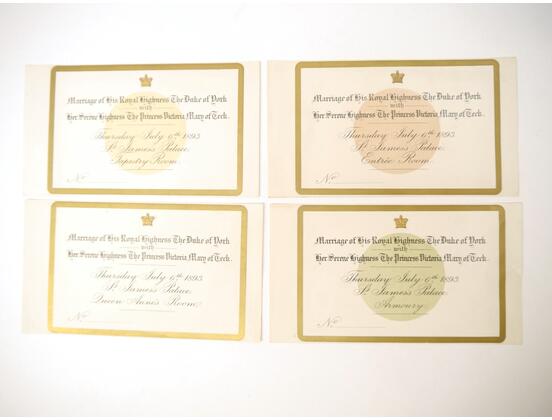 Marriage of His Royal Highness The Duke of York
with
Her Serene Highness The Princess Victoria Mary of Teck.
Thursday July 6th 1893
St James's Palace
Tapestry Room
No
Marriage of His Royal Highness The Duke of York
with
Her Serene Highness The Princess Victoria Mary of Teck.
Thursday July 6th 1893
St James's Palace
Entrée Room
No
Marriage of His Royal Highness The Duke of York
with
Her Serene Highness The Princess Victoria Mary of Teck.
Thursday July 6th 1893
St James's Palace
Queen Anne's Room
No
Marriage of His Royal Highness The Duke of York
with
Her Serene Highness The Princess Victoria Mary of Teck.
Thursday July 6th 1893
St James's Palace
Armoury
No